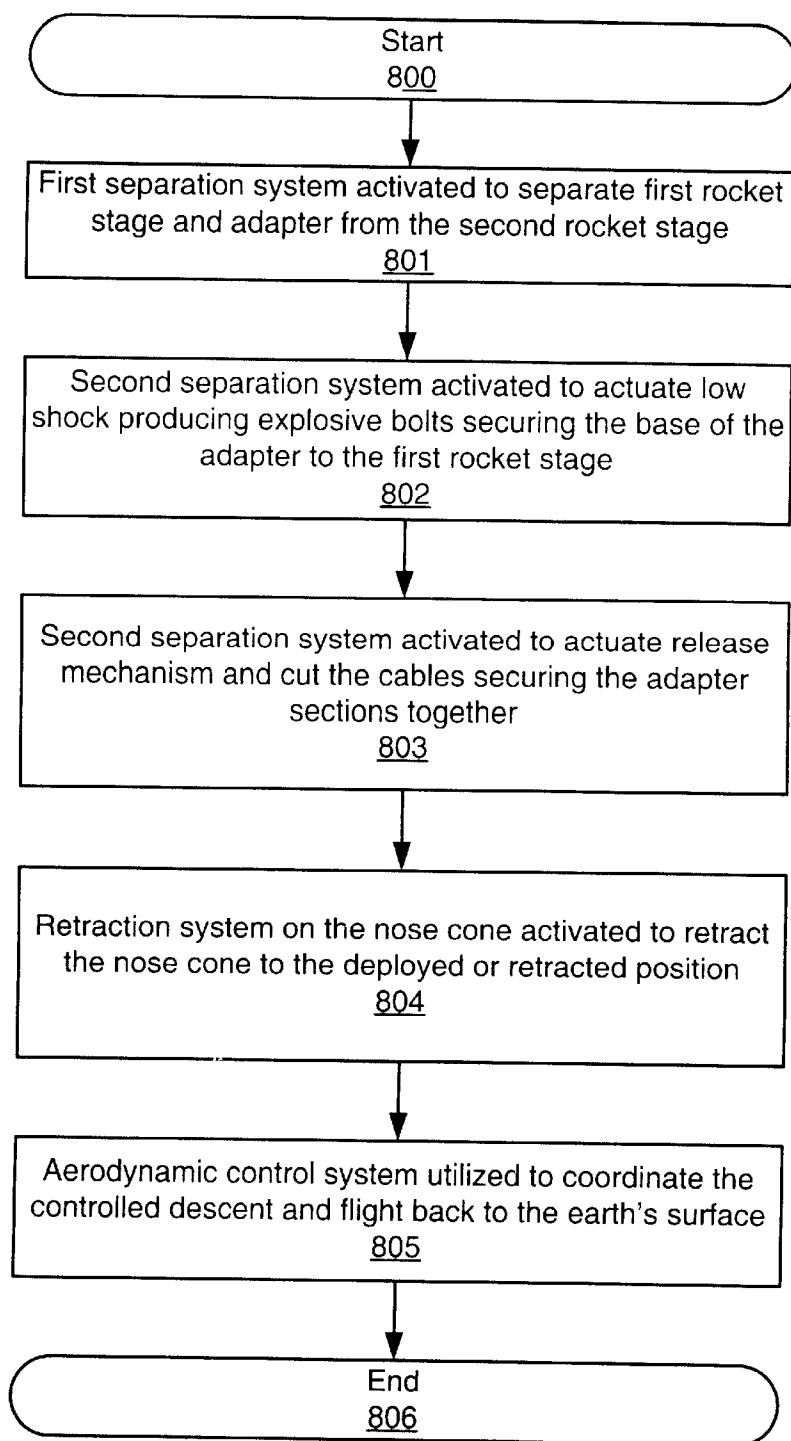 Start
800
First separation system activated to separate first rocket
stage and adapter from the second rocket stage
801
Second separation system activated to actuate low
shock producing explosive bolts securing the base of the
adapter to the first rocket stage
802
Second separation system activated to actuate release
mechanism and cut the cables securing the adapter
sections together
803
Retraction system on the nose cone activated to retract
the nose cone to the deployed or retracted position
804
Aerodynamic control system utilized to coordinate the
controlled descent and flight back to the earth's surface
805
End
806